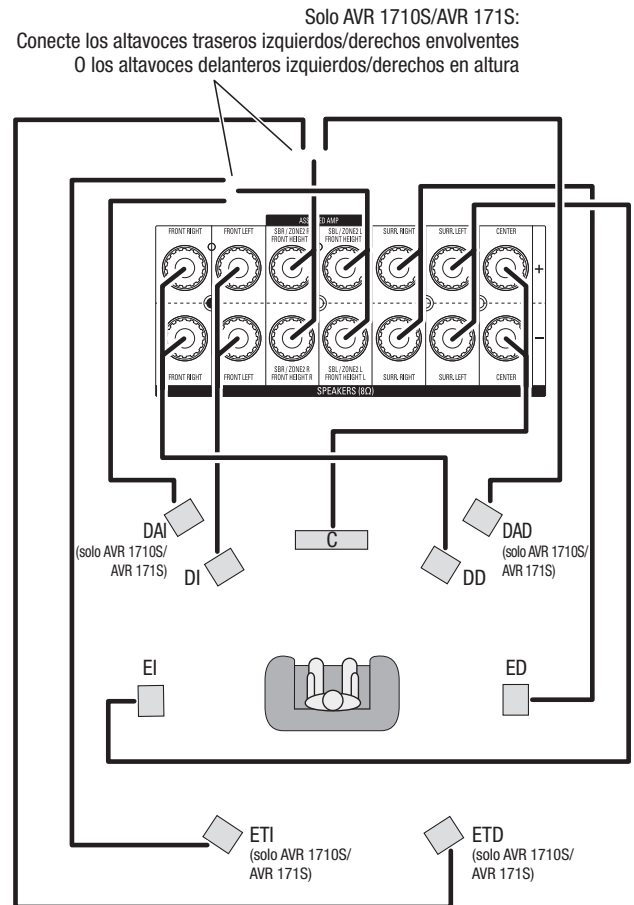 Solo AVR 1710S/AVR 171S:
Conecte los altavoces traseros izquierdos/derechos envolventes
O los altavoces delanteros izquierdos/derechos en altura
FRONT RIGHT
FRONT LEFT
SBR / ZONE2 R
FRONT HEIGHT
SBL / ZONE2 L
FRONT HEIGHT
SURR. RIGHT
SURR. LEFT
CENTER
+
–
FRONT RIGHT
FRONT LEFT
SBR / ZONE2 R
FRONT HEIGHT R
SBL / ZONE2 L
FRONT HEIGHT L
SURR. RIGHT
SURR. LEFT
CENTER
SPEAKERS (8Ω)
DAI
(solo AVR 1710S/
AVR 171S)
DI
C
DD
DAD
(solo AVR 1710S/
AVR 171S)
EI
ED
ETI
(solo AVR 1710S/
AVR 171S)
ETD
(solo AVR 1710S/
AVR 171S)